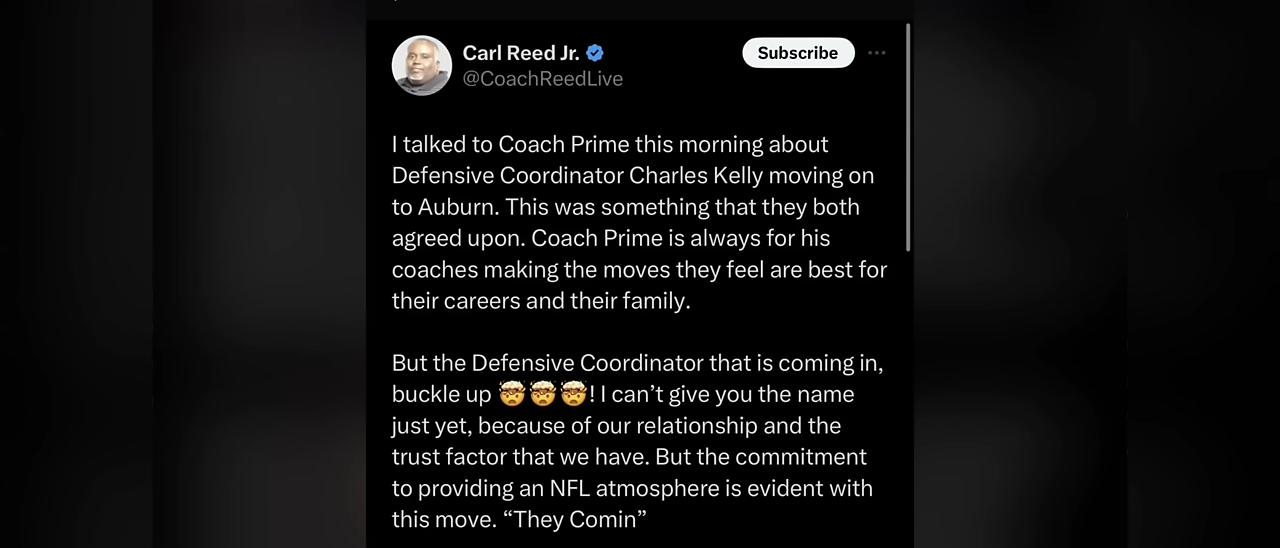 Carl Reed Jr.
Subscribe
@CoachReedLive
I talked to Coach Prime this morning about
Defensive Coordinator Charles Kelly moving on
to Auburn. This was something that they both
agreed upon. Coach Prime is always for his
coaches making the moves they feel are best for
their careers and their family.
But the Defensive Coordinator that is coming in,
buckle up 🤯🤯🤯! I can’t give you the name
just yet, because of our relationship and the
trust factor that we have. But the commitment
to providing an NFL atmosphere is evident with
this move. “They Comin”